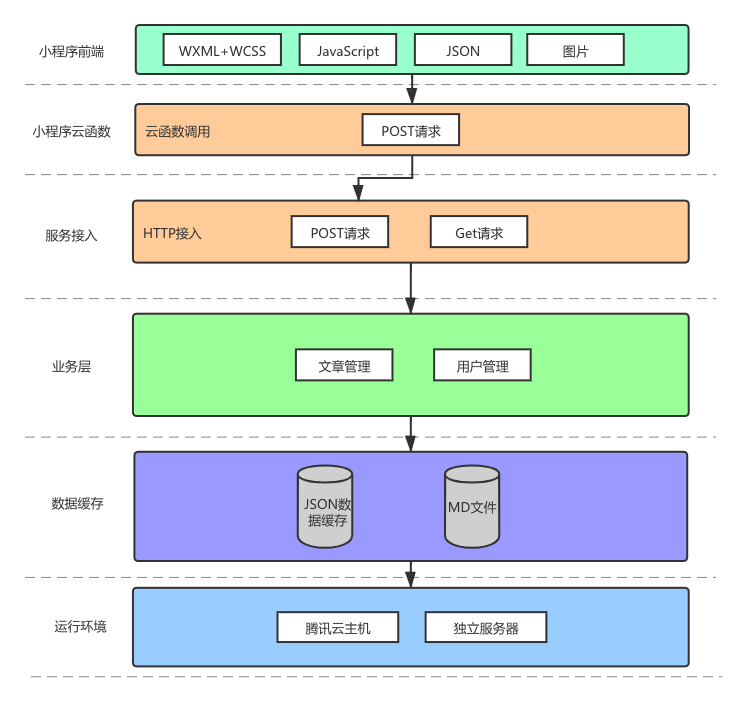 小程序前端
WXML+WCSS
JavaScript
JSON
图片
小程序云函数
云函数调用
POST请求
服务接入
HTTP接入
POST请求
Get请求
业务层
文章管理
用户管理
数据缓存
JSON数
据缓存
MD文件
运行环境
腾讯云主机
独立服务器